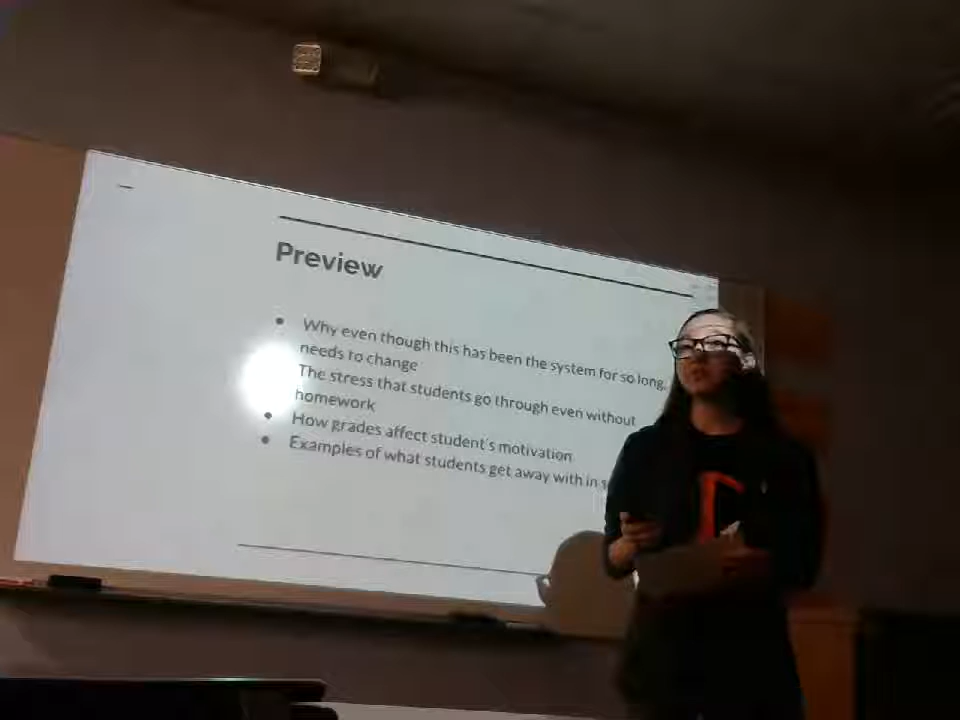 Preview
Why even though this has been the system for so long,
needs to change
The stress that students go through even without
homework
How grades affect student's motivation
Examples of what students get away with in s